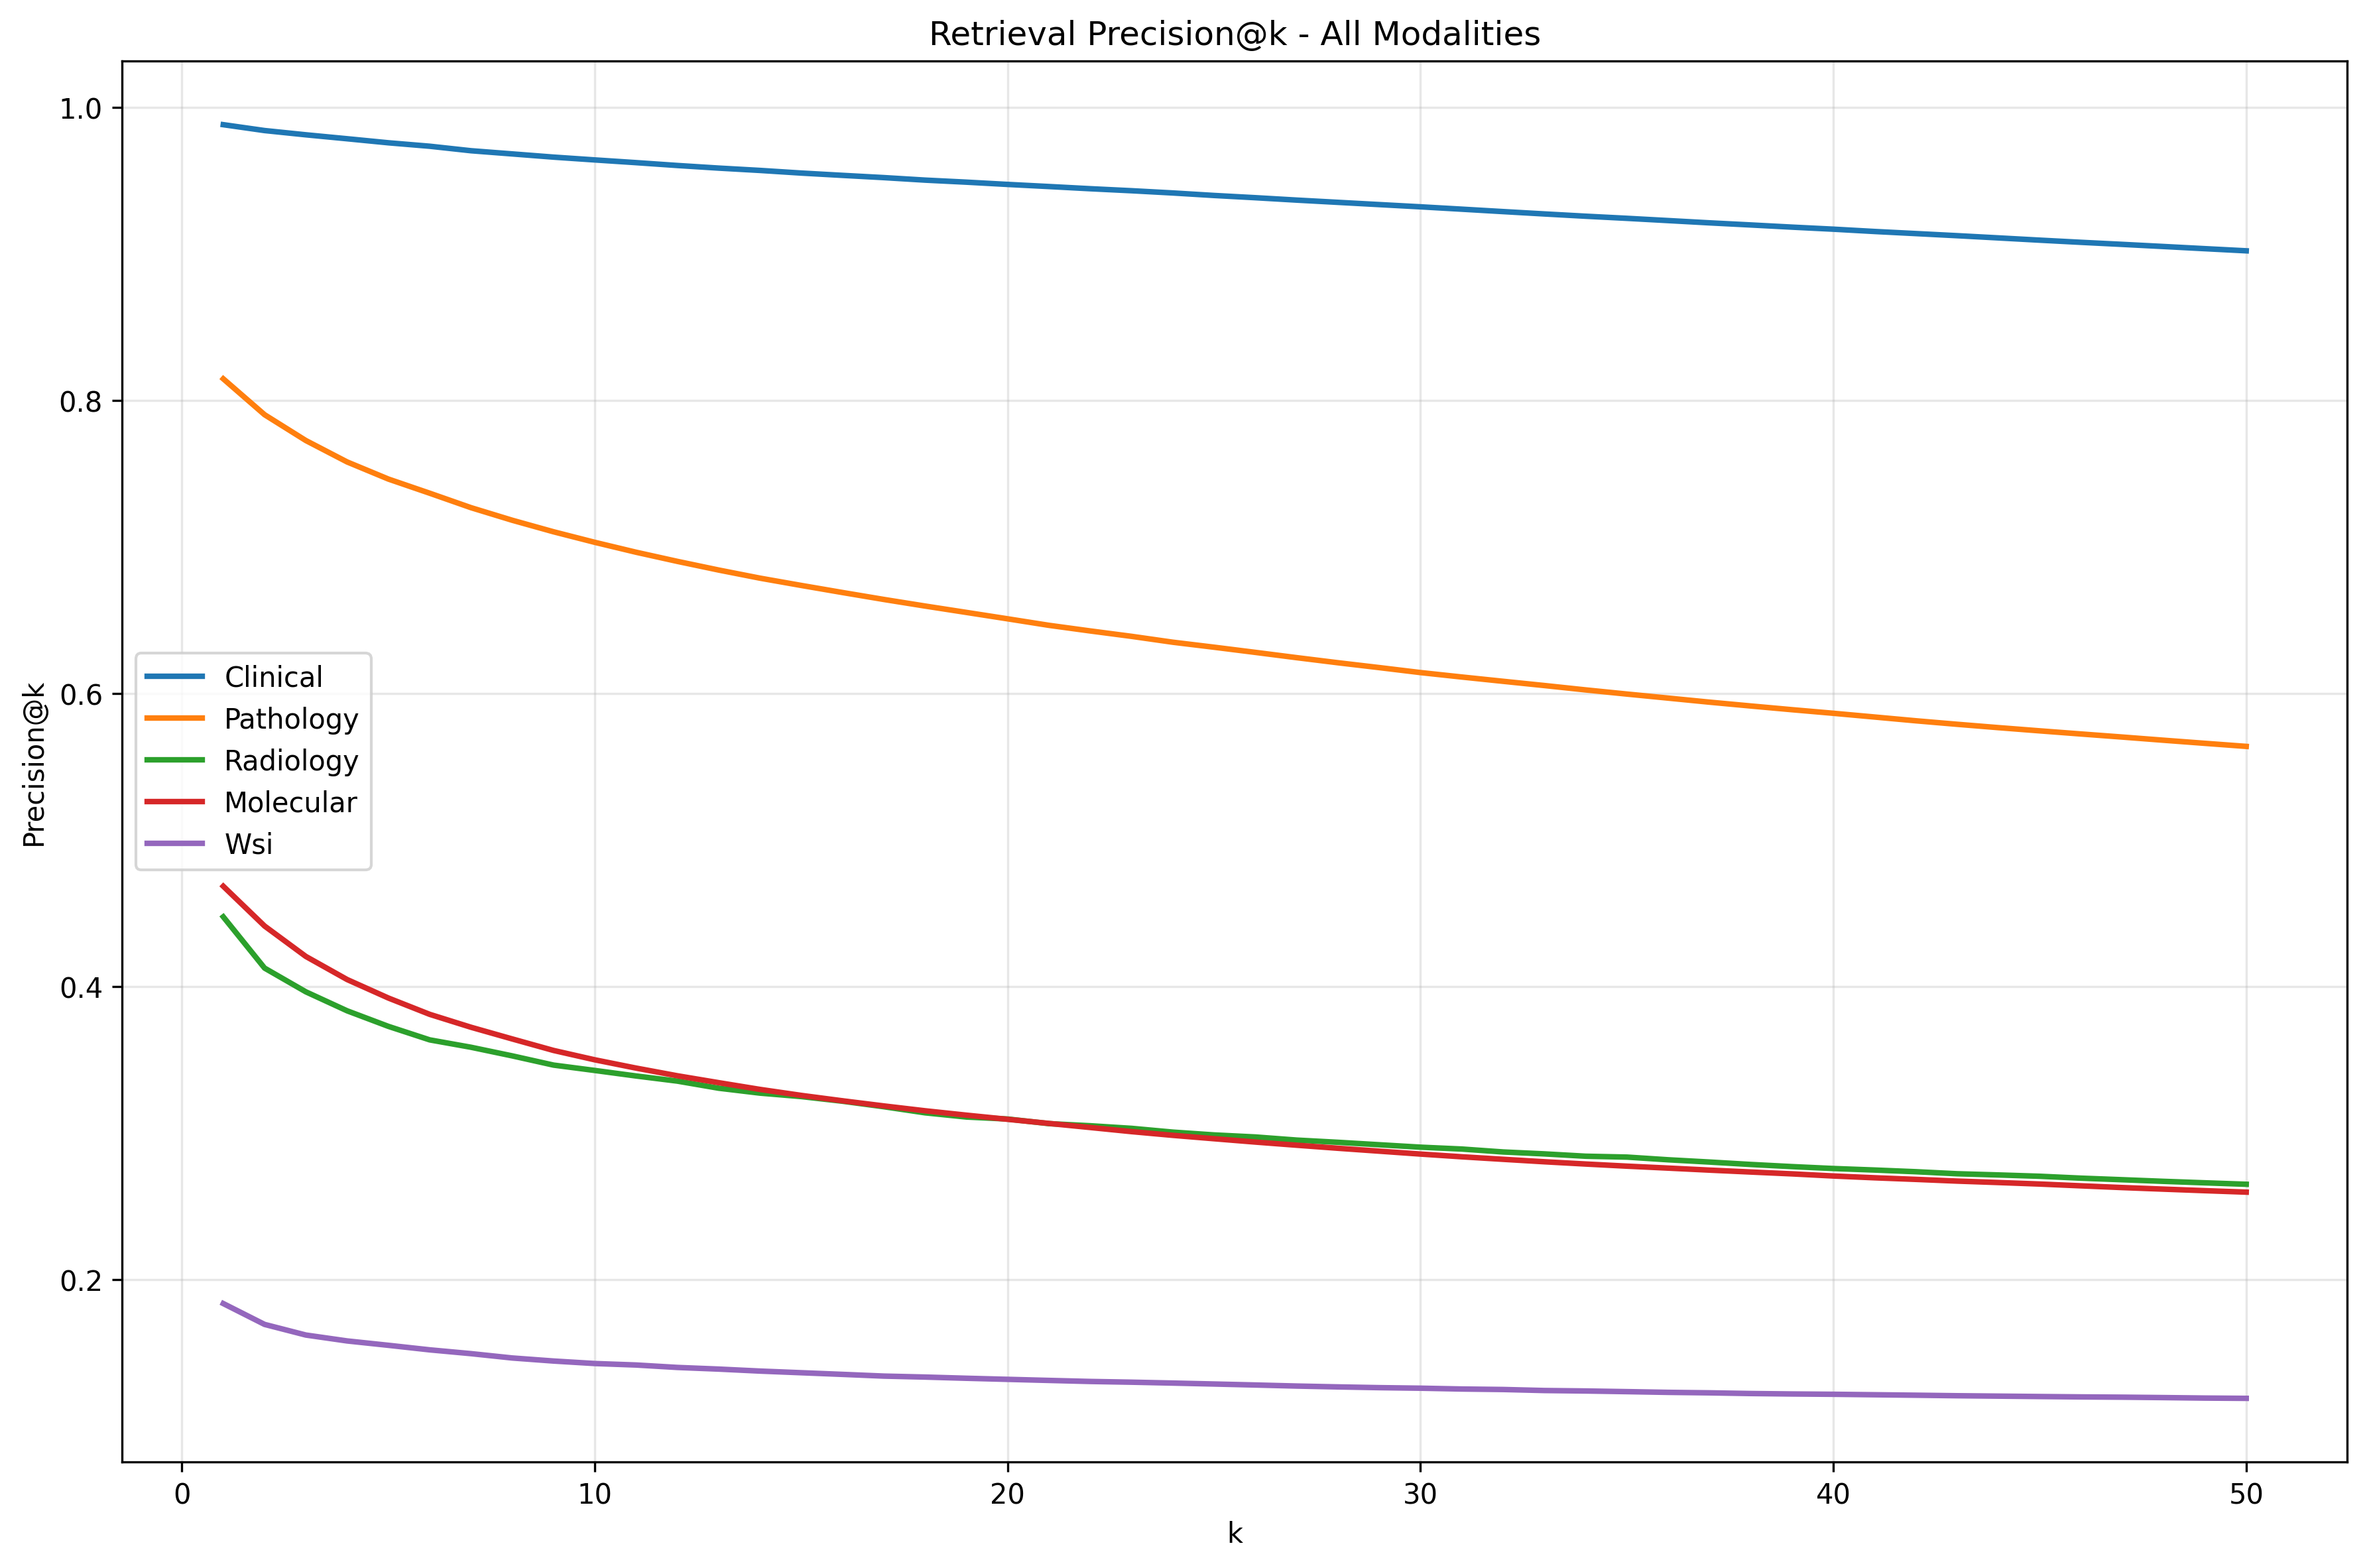 Retrieval Precision@k - All Modalities
Precision@k
1.0
0.8
0.6
0.4
0.2
Clinical
Pathology
Radiology
Molecular
Wsi
0
10
20
30
40
50
k